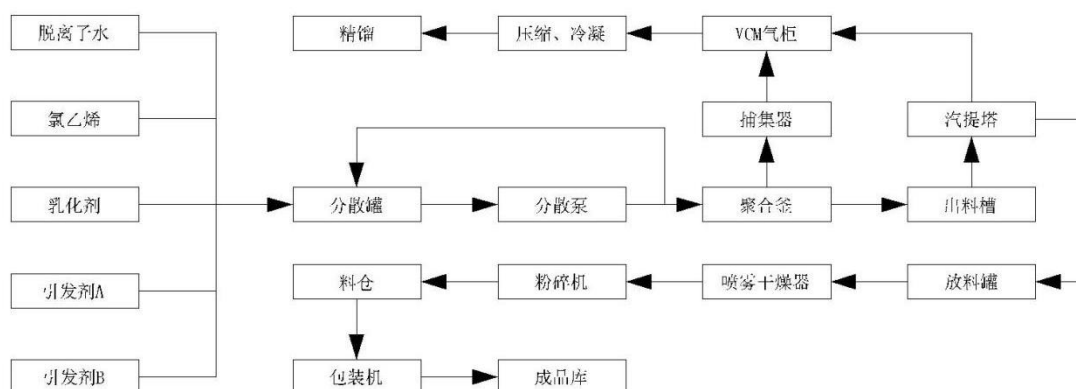 脱离子水
精馏
压缩、冷凝
VCM气柜
氯乙烯
捕集器
汽提塔
乳化剂
分散罐
分散泵
聚合釜
出料槽
引发剂A
料仓
粉碎机
喷雾干燥器
放料罐
引发剂B
包装机
成品库